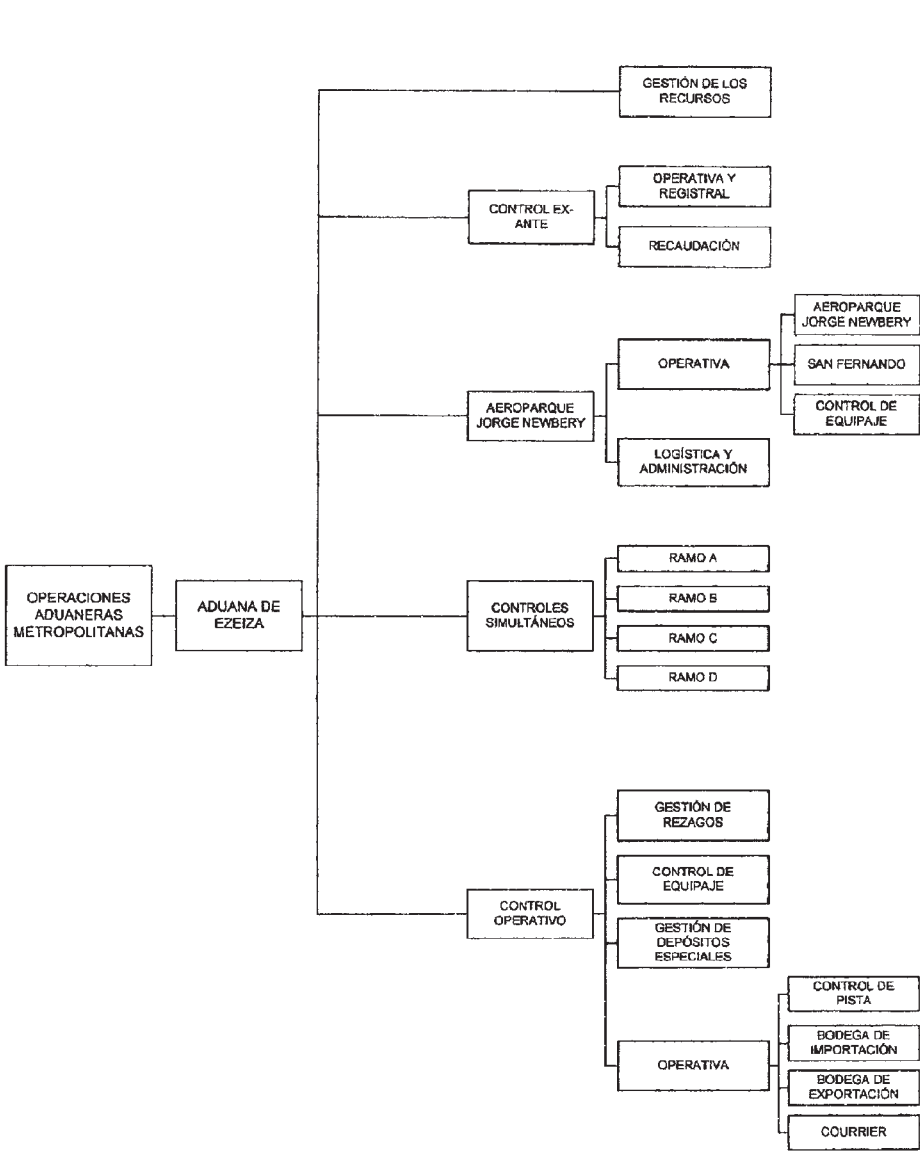 GESTIÓN DE LOS
RECURSOS
CONTROL EX-
ANTE
OPERATIVA Y
REGISTRAL
RECAUDACIÓN
AEROPARQUE
JORGE NEWBERY
OPERATIVA
AEROPARQUE
JORGE NEWBERY
SAN FERNANDO
CONTROL DE
EQUIPAJE
LOGÍSTICA Y
ADMINISTRACIÓN
OPERACIONES
ADUANERAS
METROPOLITANAS
ADUANA DE
EZEIZA
CONTROLES
SIMULTÁNEOS
RAMO A
RAMO B
RAMO C
RAMO D
CONTROL
OPERATIVO
GESTIÓN DE
REZAGOS
CONTROL DE
EQUIPAJE
GESTIÓN DE
DEPÓSITOS
ESPECIALES
OPERATIVA
CONTROL DE
PISTA
BODEGA DE
IMPORTACIÓN
BODEGA DE
EXPORTACIÓN
COURRIER